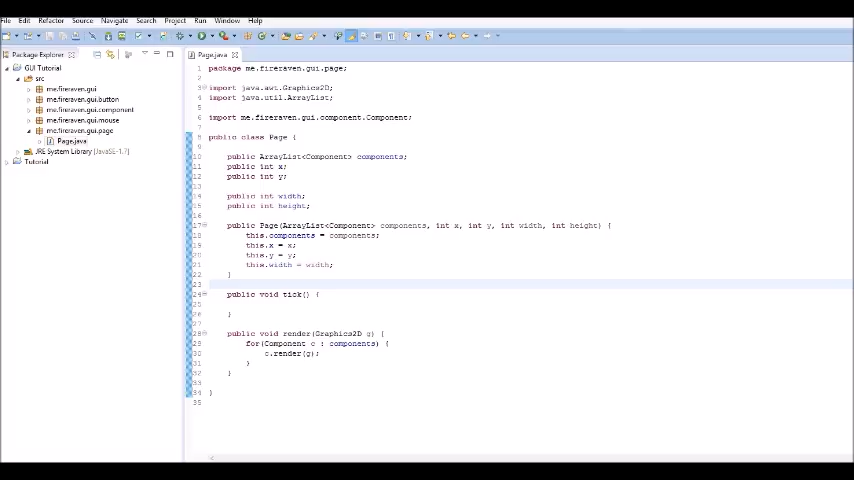 File Edit Refactor Source Navigate Search Project Run Window Help
Package Explorer
GUI Tutorial
src
me.fireraven.gui
me.fireraven.gui.button
me.fireraven.gui.component
me.fireraven.gui.mouse
me.fireraven.gui.page
Page.java
JRE System Library [JavaSE-1.7]
Tutorial
Page.java
1 package me.fireraven.gui.page;
2
3 import java.awt.Graphics2D;
4 import java.util.ArrayList;
5
6 import me.fireraven.gui.component.Component;
7
8 public class Page {
9
10 public ArrayList<Component> components;
11 public int x;
12 public int y;
13
14 public int width;
15 public int height;
16
17 public Page(ArrayList<Component> components, int x, int y, int width, int height) {
18 this.components = components;
19 this.x = x;
20 this.y = y;
21 this.width = width;
22 }
23
24 public void tick() {
25
26 }
27
28 public void render(Graphics2D g) {
29 for(Component c : components) {
30 c.render(g);
31 }
32 }
33
34 }
35